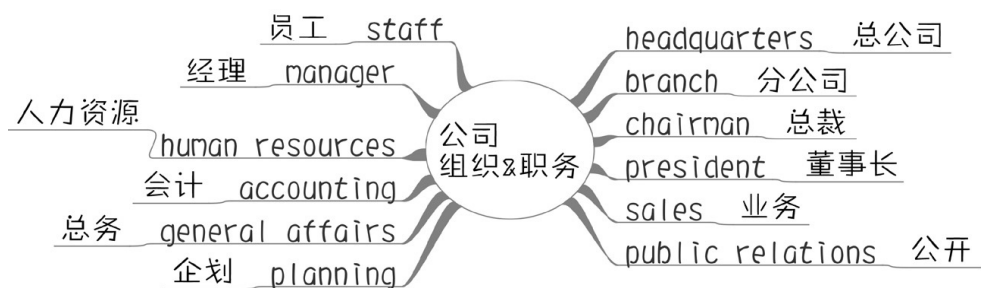 公司
组织&职务
员工 staff
经理 manager
人力资源 human resources
会计 accounting
总务 general affairs
企划 planning
headquarters 总公司
branch 分公司
chairman 总裁
president 董事长
sales 业务
public relations 公开